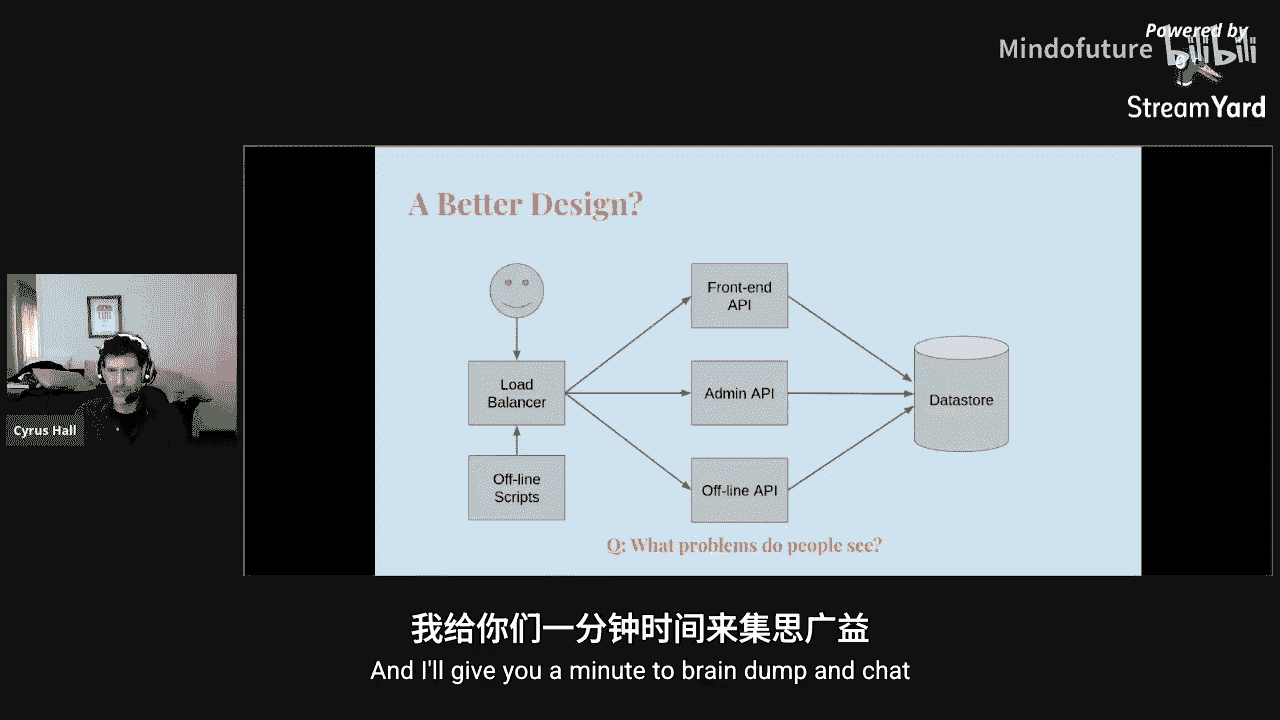 Powered by
Mindofuture bilibili
StreamYard
A Better Design?
Front-end
API
Load
Balancer
Admin API
Datastore
Off-line
Scripts
Off-line API
Q: What problems do people see?
Cyrus Hall
我给你们一分钟时间来集思广益
And I'll give you a minute to brain dump and chat